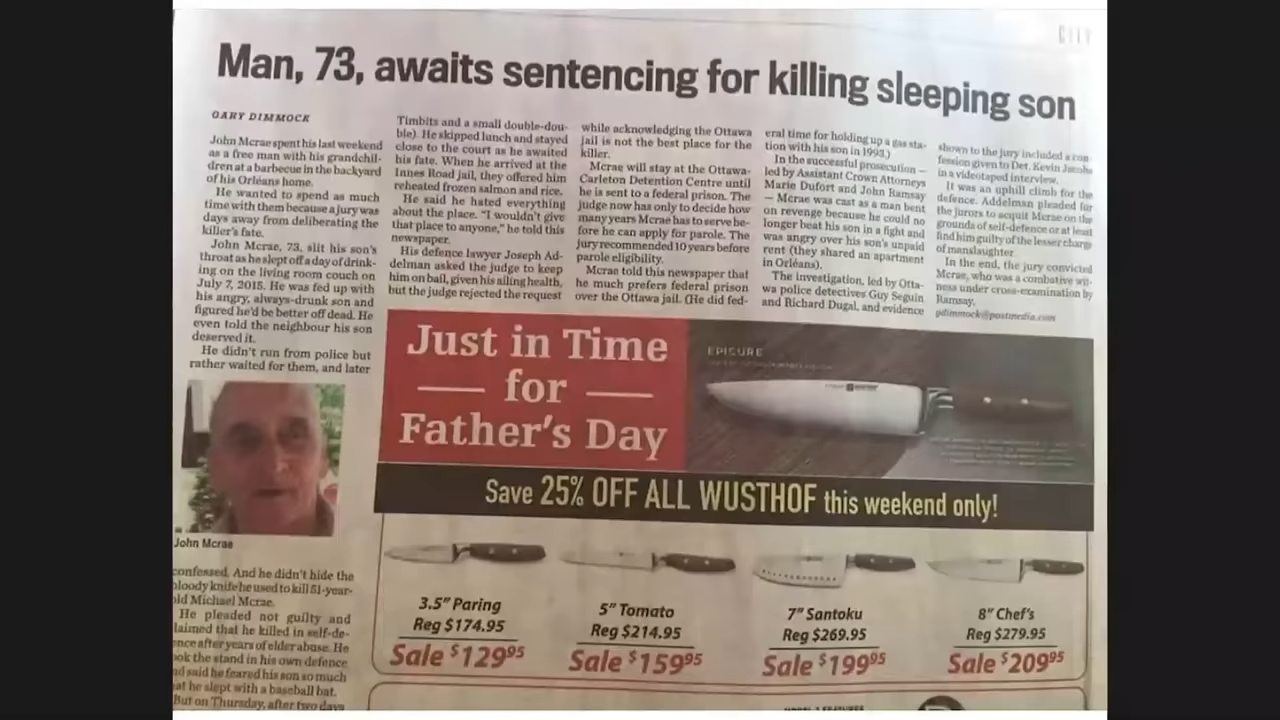 CITY
Man, 73, awaits sentencing for killing sleeping son
GARY DIMMOCK
John Mcrae spent his last weekend
as a free man with his grandchil-
dren at a barbecue in the backyard
of his Orléans home.
He wanted to spend as much
time with them because a jury was
days away from deliberating the
killer's fate.
John Mcrae, 73, slit his son's
throat as he slept off a day of drink-
ing on the living room couch on
July 7, 2015. He was fed up with
his angry, always-drunk son and
figured he'd be better off dead. He
even told the neighbour his son
deserved it.
He didn't run from police but
rather waited for them, and later
John Mcrae
confessed. And he didn't hide the
bloody knife he used to kill 51-year-
old Michael Mcrae.
He pleaded not guilty and
laimed that he killed in self-de-
ence after years of elder abuse. He
ook the stand in his own defence
nd said he feared his son so much
hat he slept with a baseball bat.
But on Thursday, after two days
Timbits and a small double-dou-
ble). He skipped lunch and stayed
close to the court as he awaited
his fate. When he arrived at the
Innes Road jail, they offered him
reheated frozen salmon and rice.
He said he hated everything
about the place. "I wouldn't give
that place to anyone," he told this
newspaper.
His defence lawyer Joseph Ad-
delman asked the judge to keep
him on bail, given his ailing health,
but the judge rejected the request
while acknowledging the Ottawa
jail is not the best place for the
killer.
Mcrae will stay at the Ottawa-
Carleton Detention Centre until
he is sent to a federal prison. The
judge now has only to decide how
many years Mcrae has to serve be-
fore he can apply for parole. The
jury recommended 10 years before
parole eligibility.
Mcrae told this newspaper that
he much prefers federal prison
over the Ottawa jail. (He did fed-
eral time for holding up a gas sta-
tion with his son in 1993.)
In the successful prosecution —
led by Assistant Crown Attorneys
Marie Dufort and John Ramsay
— Mcrae was cast as a man bent
on revenge because he could no
longer beat his son in a fight and
was angry over his son's unpaid
rent (they shared an apartment
in Orléans).
The investigation, led by Otta-
wa police detectives Guy Seguin
and Richard Dugal, and evidence
shown to the jury included a con-
fession given to Det. Kevin Jacobs
in a videotaped interview.
It was an uphill climb for the
defence. Addelman pleaded for
the jurors to acquit Mcrae on the
grounds of self-defence or at least
find him guilty of the lesser charge
of manslaughter.
In the end, the jury convicted
Mcrae, who was a combative wit-
ness under cross-examination by
Ramsay.
pdimmock@postmedia.com
Just in Time
for
Father's Day
EPICURE
Save 25% OFF ALL WUSTHOF this weekend only!
3.5" Paring
Reg $174.95
Sale $129.95
5" Tomato
Reg $214.95
Sale $159.95
7" Santoku
Reg $269.95
Sale $199.95
8" Chef's
Reg $279.95
Sale $209.95